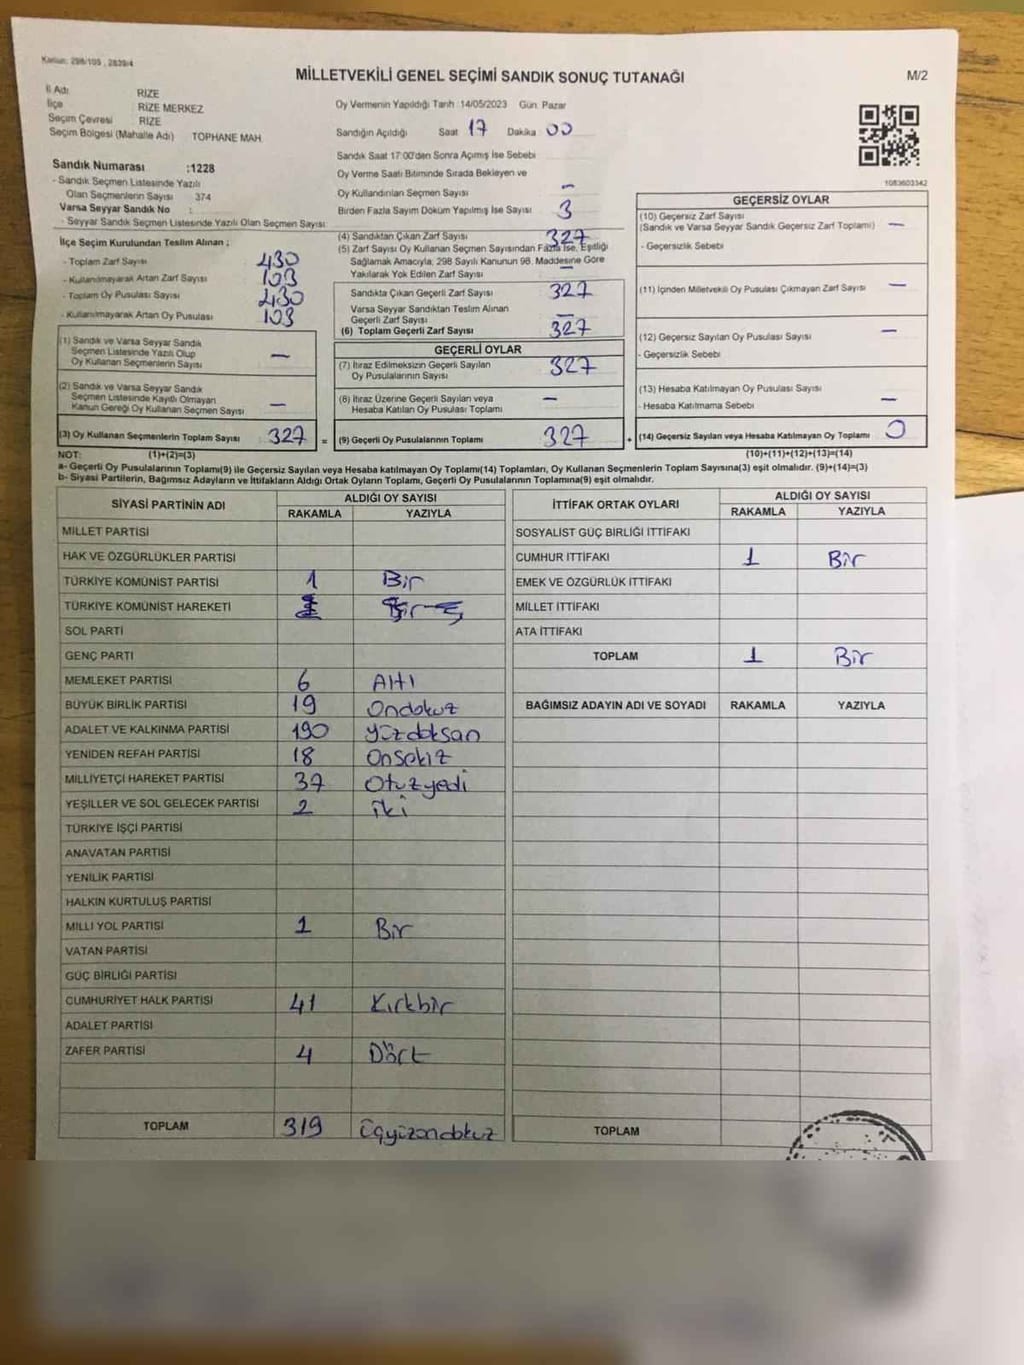 Kanun: 298/105, 2839/4
MİLLETVEKİLİ GENEL SEÇİMİ SANDIK SONUÇ TUTANAĞI
M/2
İl Adı RİZE
İlçe RİZE MERKEZ
Seçim Çevresi RİZE
Seçim Bölgesi (Mahalle Adı) TOPHANE MAH.
Sandık Numarası :1228
- Sandık Seçmen Listesinde Yazılı
Olan Seçmenlerin Sayısı 374
Varsa Seyyar Sandık No :
- Seyyar Sandık Seçmen Listesinde Yazılı Olan Seçmen Sayısı:
İlçe Seçim Kurulundan Teslim Alınan ;
- Toplam Zarf Sayısı 430
- Kullanılmayarak Artan Zarf Sayısı 103
- Toplam Oy Pusulası Sayısı 430
- Kullanılmayarak Artan Oy Pusulası 103
(1) Sandık ve Varsa Seyyar Sandık
Seçmen Listesinde Yazılı Olup
Oy Kullanan Seçmenlerin Sayısı —
(2) Sandık ve Varsa Seyyar Sandık
Seçmen Listesinde Kayıtlı Olmayan
Kanun Gereği Oy Kullanan Seçmen Sayısı —
(3) Oy Kullanan Seçmenlerin Toplam Sayısı 327 =
Oy Vermenin Yapıldığı Tarih :14/05/2023 Gün: Pazar
Sandığın Açıldığı Saat 17 Dakika 00
Sandık Saat 17:00'den Sonra Açımış İse Sebebi
Oy Verme Saati Bitiminde Sırada Bekleyen ve
Oy Kullandırılan Seçmen Sayısı —
Birden Fazla Sayım Döküm Yapılmış İse Sayısı 3
(4) Sandıktan Çıkan Zarf Sayısı 327
(5) Zarf Sayısı Oy Kullanan Seçmen Sayısından Fazla İse, Eşitliği
Sağlamak Amacıyla, 298 Sayılı Kanunun 98. Maddesine Göre
Yakılarak Yok Edilen Zarf Sayısı —
Sandıkta Çıkan Geçerli Zarf Sayısı 327
Varsa Seyyar Sandıktan Teslim Alınan
Geçerli Zarf Sayısı —
(6) Toplam Geçerli Zarf Sayısı 327
GEÇERLİ OYLAR
(7) İtiraz Edilmeksizin Geçerli Sayılan
Oy Pusulalarının Sayısı 327
(8) İtiraz Üzerine Geçerli Sayılan veya
Hesaba Katılan Oy Pusulası Toplamı —
(9) Geçerli Oy Pusulalarının Toplamı 327 +
1083603342
GEÇERSİZ OYLAR
(10) Geçersiz Zarf Sayısı
(Sandık ve Varsa Seyyar Sandık Geçersiz Zarf Toplamı) —
- Geçersizlik Sebebi
(11) İçinden Milletvekili Oy Pusulası Çıkmayan Zarf Sayısı —
(12) Geçersiz Sayılan Oy Pusulası Sayısı —
- Geçersizlik Sebebi
(13) Hesaba Katılmayan Oy Pusulası Sayısı —
- Hesaba Katılmama Sebebi
(14) Geçersiz Sayılan veya Hesaba Katılmayan Oy Toplamı 0
NOT: (1)+(2)=(3) (10)+(11)+(12)+(13)=(14)
a- Geçerli Oy Pusulalarının Toplamı(9) ile Geçersiz Sayılan veya Hesaba katılmayan Oy Toplamı(14) Toplamları, Oy Kullanan Seçmenlerin Toplam Sayısına(3) eşit olmalıdır. (9)+(14)=(3)
b- Siyasi Partilerin, Bağımsız Adayların ve İttifakların Aldığı Ortak Oyların Toplamı, Geçerli Oy Pusulalarının Toplamına(9) eşit olmalıdır.
SİYASİ PARTİNİN ADI ALDIĞI OY SAYISI
RAKAMLA YAZIYLA
MİLLET PARTİSİ
HAK VE ÖZGÜRLÜKLER PARTİSİ
TÜRKİYE KOMÜNİST PARTİSİ 1 Bir
TÜRKİYE KOMÜNİST HAREKETİ
SOL PARTİ
GENÇ PARTİ
MEMLEKET PARTİSİ 6 Altı
BÜYÜK BİRLİK PARTİSİ 19 Ondokuz
ADALET VE KALKINMA PARTİSİ 190 yüzdoksan
YENİDEN REFAH PARTİSİ 18 Onsekiz
MİLLİYETÇİ HAREKET PARTİSİ 37 Otuzyedi
YEŞİLLER VE SOL GELECEK PARTİSİ 2 iki
TÜRKİYE İŞÇİ PARTİSİ
ANAVATAN PARTİSİ
YENİLİK PARTİSİ
HALKIN KURTULUŞ PARTİSİ
MİLLİ YOL PARTİSİ 1 Bir
VATAN PARTİSİ
GÜÇ BİRLİĞİ PARTİSİ
CUMHURİYET HALK PARTİSİ 41 Kırkbir
ADALET PARTİSİ
ZAFER PARTİSİ 4 Dört
TOPLAM 319 üçyüzondokuz
İTTİFAK ORTAK OYLARI ALDIĞI OY SAYISI
RAKAMLA YAZIYLA
SOSYALİST GÜÇ BİRLİĞİ İTTİFAKI
CUMHUR İTTİFAKI 1 Bir
EMEK VE ÖZGÜRLÜK İTTİFAKI
MİLLET İTTİFAKI
ATA İTTİFAKI
TOPLAM 1 Bir
BAĞIMSIZ ADAYIN ADI VE SOYADI RAKAMLA YAZIYLA
TOPLAM